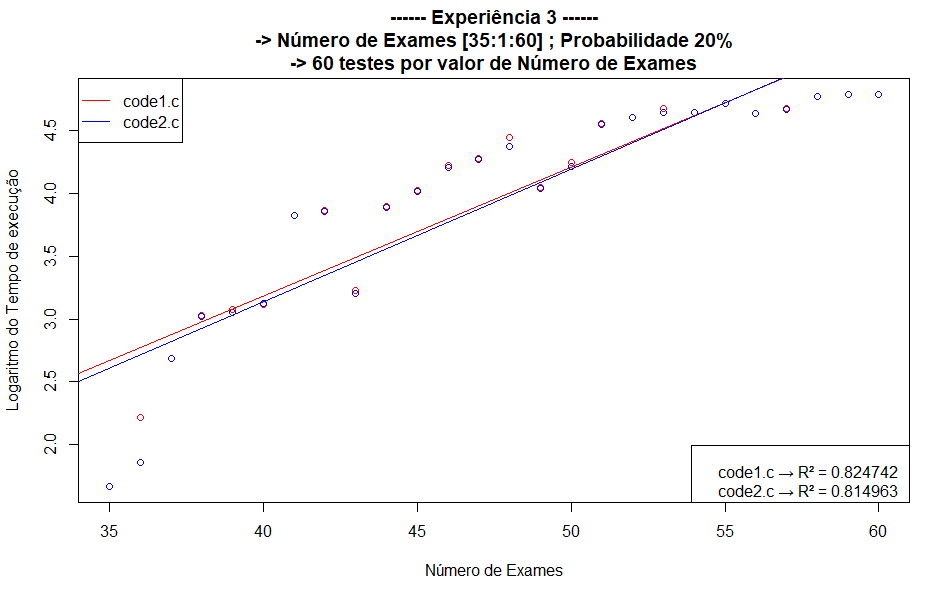 ------ Experiência 3 ------
-> Número de Exames [35:1:60] ; Probabilidade 20%
-> 60 testes por valor de Número de Exames
code1.c
code2.c
Logaritmo do Tempo de execução
4.5
4.0
3.5
3.0
2.5
2.0
code1.c → R² = 0.824742
code2.c → R² = 0.814963
35 40 45 50 55 60
Número de Exames